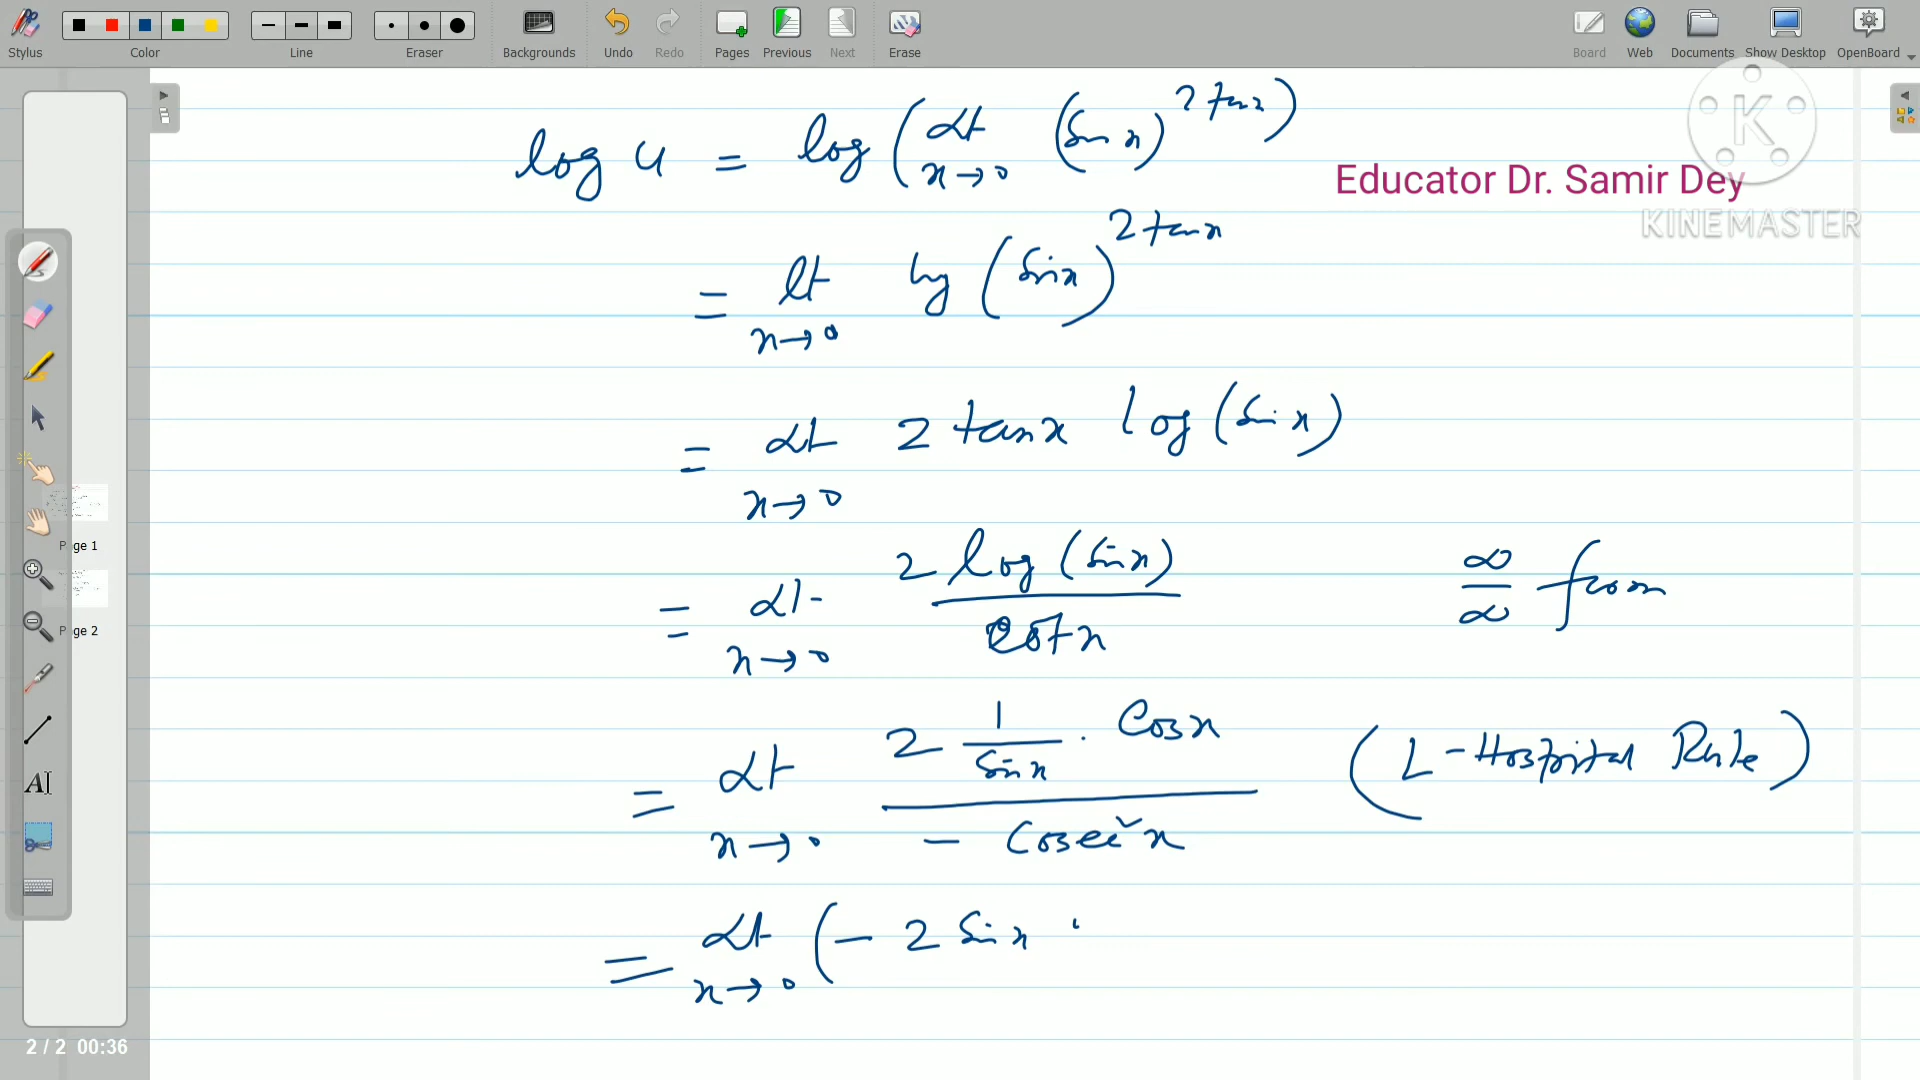 Stylus Color Line Eraser Backgrounds Undo Redo Pages Previous Next Erase Board Web Documents Show Desktop OpenBoard
log u = log (Lt x→0 (Sin x)^2 tan x)
K
Educator Dr. Samir Dey
KINEMASTER
= lt x→0 log (Sin x)^2 tan x
= Lt x→0 2 tan x log (Sin x)
= Lt x→0 2 log (Sin x) / Cot x ∞/∞ from
Page 1
Page 2
= Lt x→0 2 1/Sin x . Cos x / - Cosec²x (L-Hospital Rule)
AI
= Lt x→0 (- 2 Sin x .
2 / 2 00:36